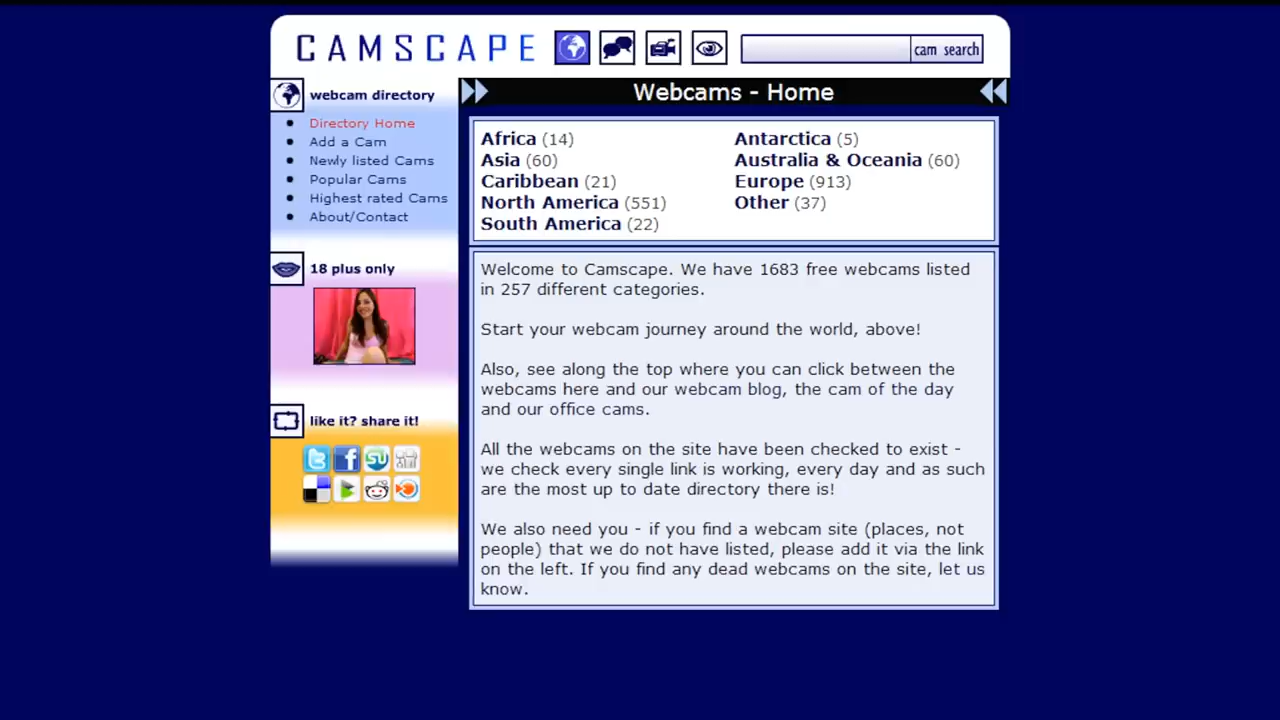 CAMSCAPE
cam search
webcam directory
Directory Home
Add a Cam
Newly listed Cams
Popular Cams
Highest rated Cams
About/Contact
18 plus only
like it? share it!
Webcams - Home
Africa (14)
Antarctica (5)
Asia (60)
Australia & Oceania (60)
Caribbean (21)
Europe (913)
North America (551)
Other (37)
South America (22)
Welcome to Camscape. We have 1683 free webcams listed
in 257 different categories.
Start your webcam journey around the world, above!
Also, see along the top where you can click between the
webcams here and our webcam blog, the cam of the day
and our office cams.
All the webcams on the site have been checked to exist -
we check every single link is working, every day and as such
are the most up to date directory there is!
We also need you - if you find a webcam site (places, not
people) that we do not have listed, please add it via the link
on the left. If you find any dead webcams on the site, let us
know.